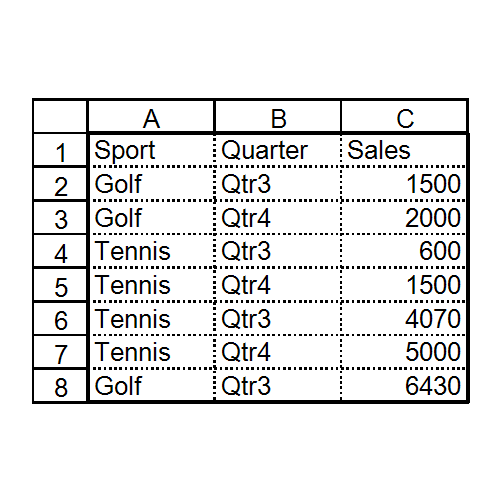 A B C
1 Sport Quarter Sales
2 Golf Qtr3 1500
3 Golf Qtr4 2000
4 Tennis Qtr3 600
5 Tennis Qtr4 1500
6 Tennis Qtr3 4070
7 Tennis Qtr4 5000
8 Golf Qtr3 6430